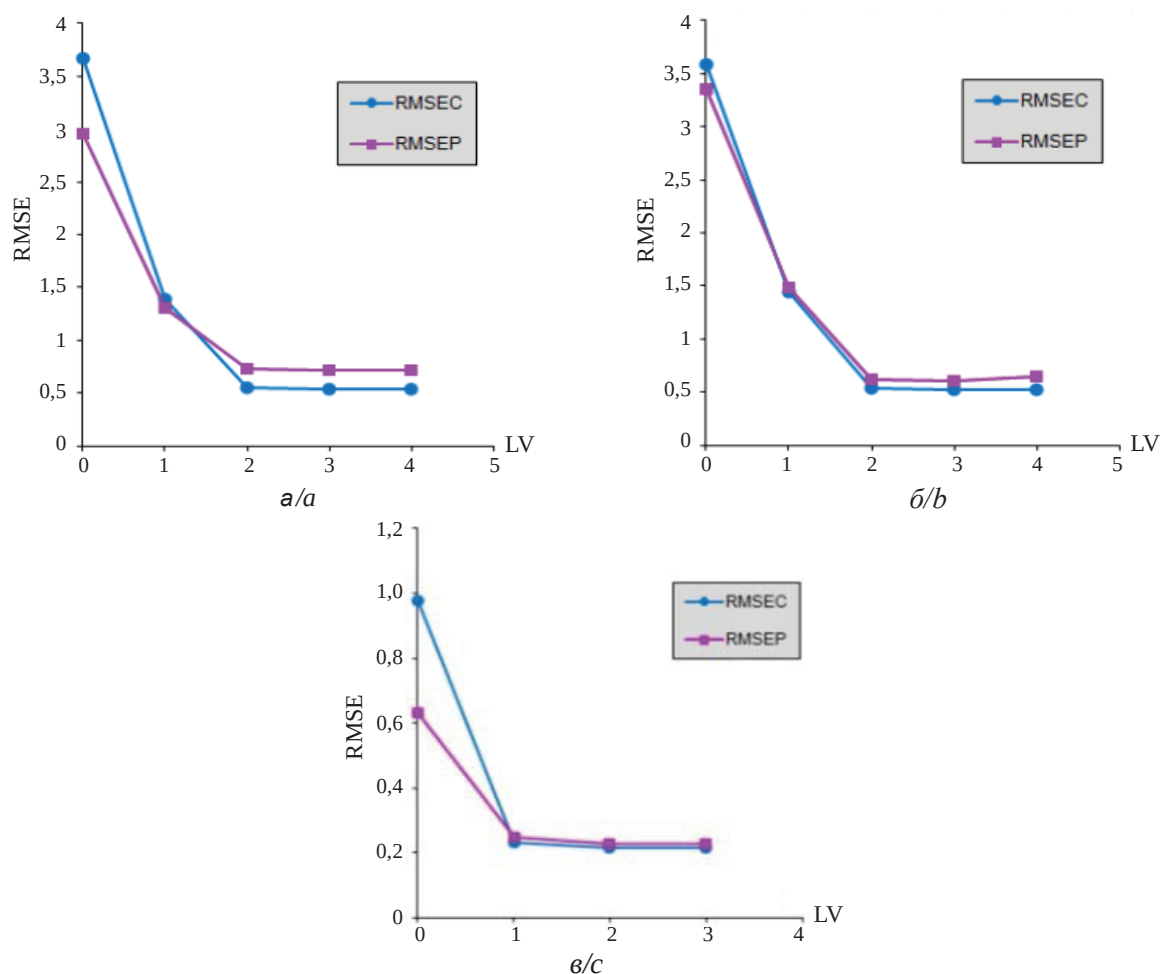 4
3,5
3
2,5
2
1,5
1
0,5
0
RMSE
RMSEC
RMSEP
0 1 2 3 4 5
LV
а/a
4
3,5
3
2,5
2
1,5
1
0,5
0
RMSE
RMSEC
RMSEP
0 1 2 3 4 5
LV
б/b
1,2
1,0
0,8
0,6
0,4
0,2
0
RMSE
RMSEC
RMSEP
0 1 2 3 4
LV
в/c